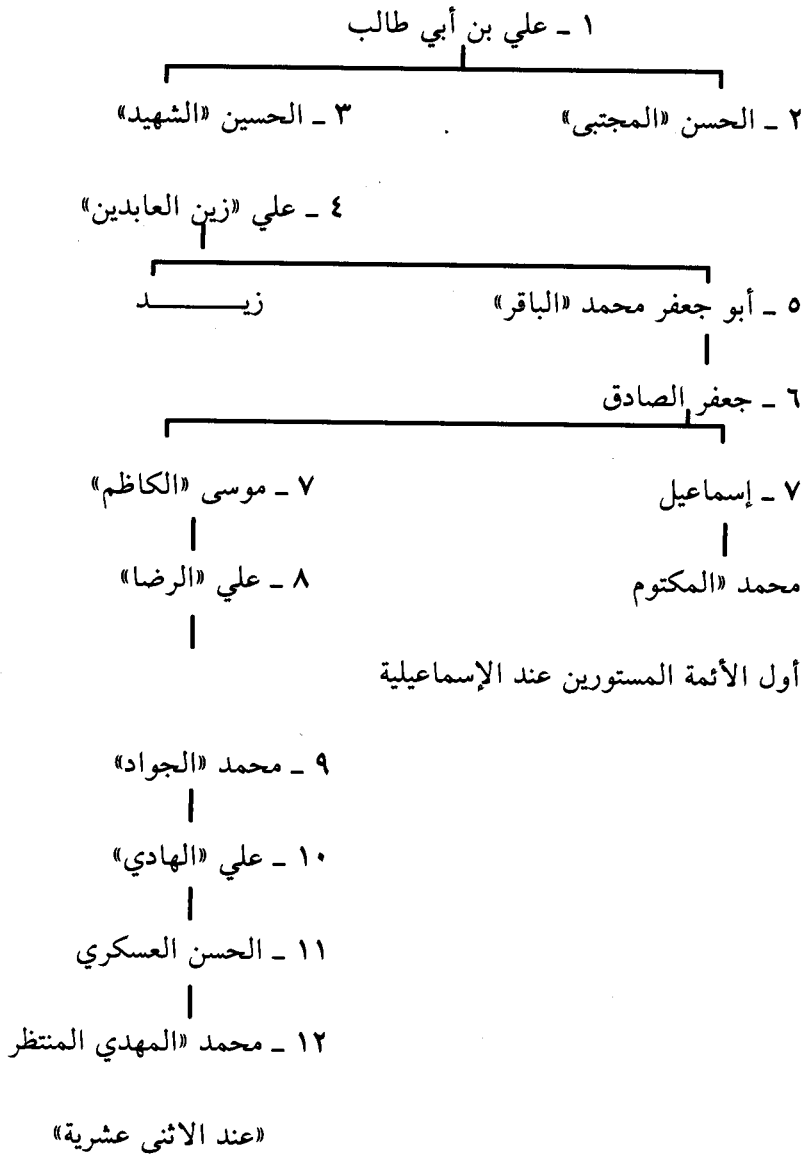 ١ ـ علي بن أبي طالب
٢ ـ الحسن «المجتبى» ٣ ـ الحسين «الشهيد»
٤ ـ علي «زين العابدين»
٥ ـ أبو جعفر محمد «الباقر» زيـــــــد
٦ ـ جعفر الصادق
٧ ـ إسماعيل ٧ ـ موسى «الكاظم»
محمد «المكتوم ٨ ـ علي «الرضا»
أول الأئمة المستورين عند الإسماعيلية
٩ ـ محمد «الجواد»
١٠ ـ علي «الهادي»
١١ ـ الحسن العسكري
١٢ ـ محمد «المهدي المنتظر
«عند الاثنى عشرية»